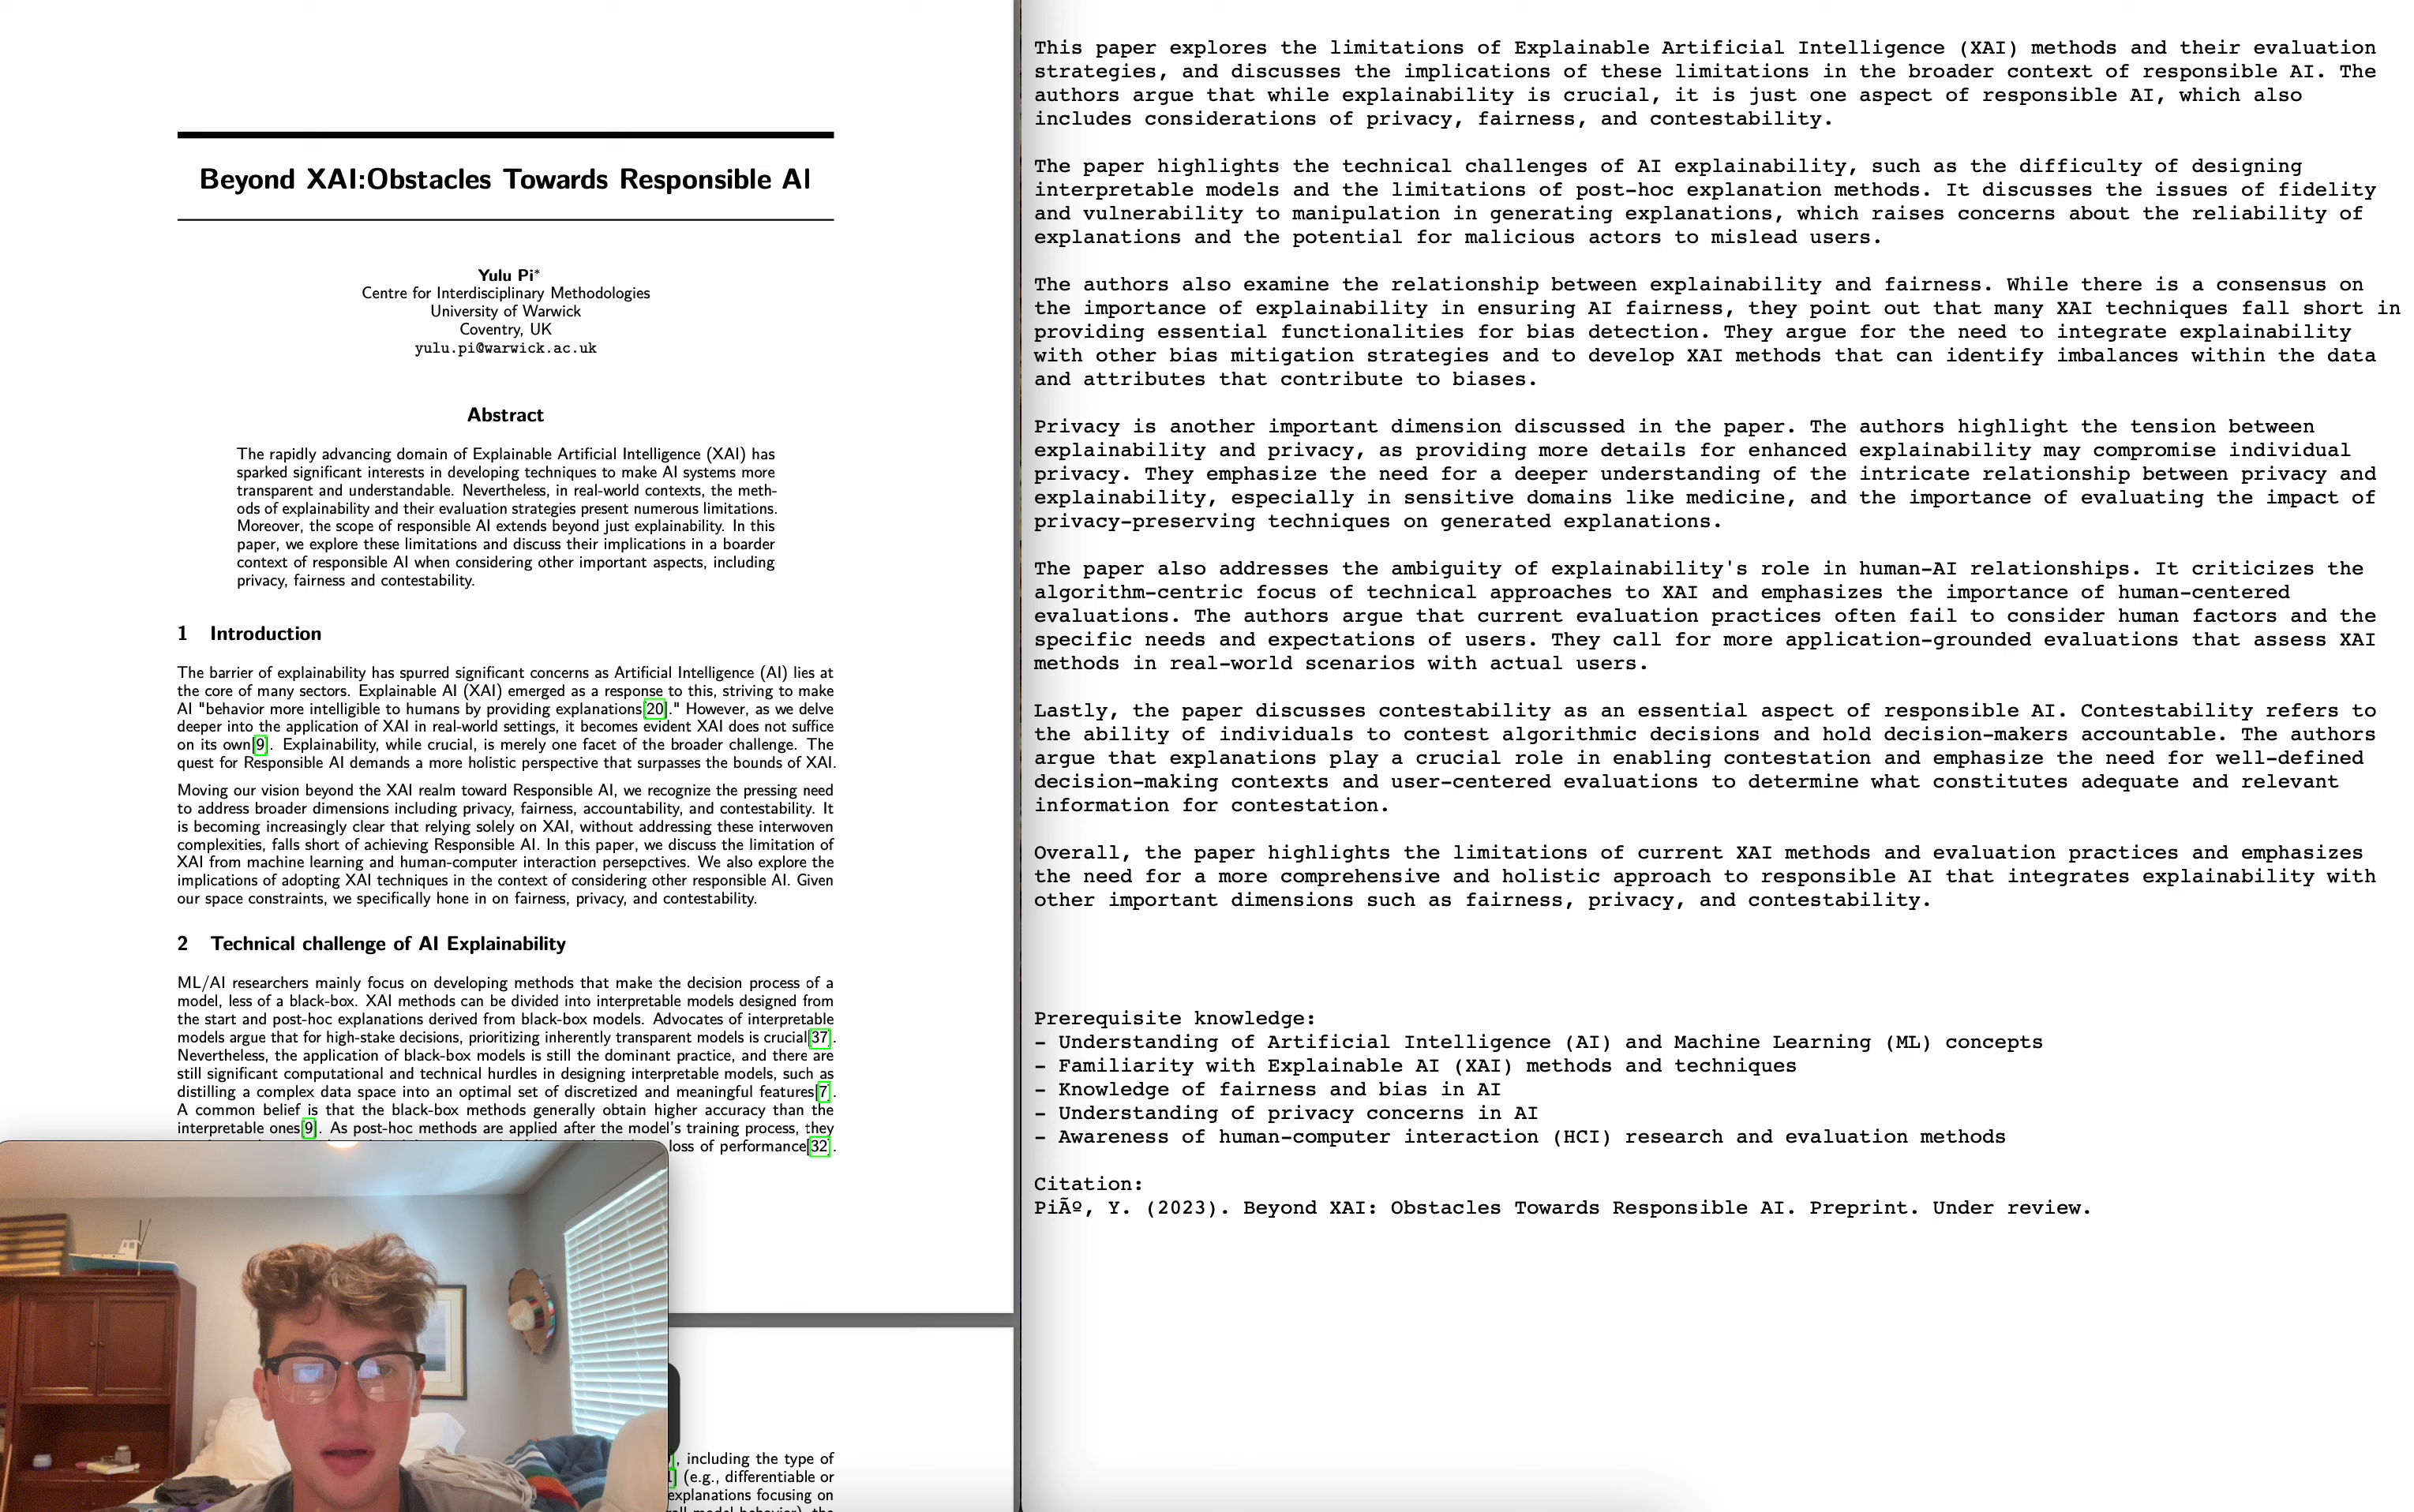 Beyond XAI:Obstacles Towards Responsible AI
Yulu Pi*
Centre for Interdisciplinary Methodologies
University of Warwick
Coventry, UK
yulu.pi@warwick.ac.uk
Abstract
The rapidly advancing domain of Explainable Artificial Intelligence (XAI) has
sparked significant interests in developing techniques to make AI systems more
transparent and understandable. Nevertheless, in real-world contexts, the meth-
ods of explainability and their evaluation strategies present numerous limitations.
Moreover, the scope of responsible AI extends beyond just explainability. In this
paper, we explore these limitations and discuss their implications in a boarder
context of responsible AI when considering other important aspects, including
privacy, fairness and contestability.
1 Introduction
The barrier of explainability has spurred significant concerns as Artificial Intelligence (AI) lies at
the core of many sectors. Explainable AI (XAI) emerged as a response to this, striving to make
AI "behavior more intelligible to humans by providing explanations[20]." However, as we delve
deeper into the application of XAI in real-world settings, it becomes evident XAI does not suffice
on its own[9]. Explainability, while crucial, is merely one facet of the broader challenge. The
quest for Responsible AI demands a more holistic perspective that surpasses the bounds of XAI.
Moving our vision beyond the XAI realm toward Responsible AI, we recognize the pressing need
to address broader dimensions including privacy, fairness, accountability, and contestability. It
is becoming increasingly clear that relying solely on XAI, without addressing these interwoven
complexities, falls short of achieving Responsible AI. In this paper, we discuss the limitation of
XAI from machine learning and human-computer interaction persepctives. We also explore the
implications of adopting XAI techniques in the context of considering other responsible AI. Given
our space constraints, we specifically hone in on fairness, privacy, and contestability.
2 Technical challenge of AI Explainability
ML/AI researchers mainly focus on developing methods that make the decision process of a
model, less of a black-box. XAI methods can be divided into interpretable models designed from
the start and post-hoc explanations derived from black-box models. Advocates of interpretable
models argue that for high-stake decisions, prioritizing inherently transparent models is crucial[37].
Nevertheless, the application of black-box models is still the dominant practice, and there are
still significant computational and technical hurdles in designing interpretable models, such as
distilling a complex data space into an optimal set of discretized and meaningful features[7].
A common belief is that the black-box methods generally obtain higher accuracy than the
interpretable ones[9]. As post-hoc methods are applied after the model's training process, they
loss of performance[32].
, including the type of
(e.g., differentiable or
explanations focusing on
This paper explores the limitations of Explainable Artificial Intelligence (XAI) methods and their evaluation
strategies, and discusses the implications of these limitations in the broader context of responsible AI. The
authors argue that while explainability is crucial, it is just one aspect of responsible AI, which also
includes considerations of privacy, fairness, and contestability.
The paper highlights the technical challenges of AI explainability, such as the difficulty of designing
interpretable models and the limitations of post-hoc explanation methods. It discusses the issues of fidelity
and vulnerability to manipulation in generating explanations, which raises concerns about the reliability of
explanations and the potential for malicious actors to mislead users.
The authors also examine the relationship between explainability and fairness. While there is a consensus on
the importance of explainability in ensuring AI fairness, they point out that many XAI techniques fall short in
providing essential functionalities for bias detection. They argue for the need to integrate explainability
with other bias mitigation strategies and to develop XAI methods that can identify imbalances within the data
and attributes that contribute to biases.
Privacy is another important dimension discussed in the paper. The authors highlight the tension between
explainability and privacy, as providing more details for enhanced explainability may compromise individual
privacy. They emphasize the need for a deeper understanding of the intricate relationship between privacy and
explainability, especially in sensitive domains like medicine, and the importance of evaluating the impact of
privacy-preserving techniques on generated explanations.
The paper also addresses the ambiguity of explainability's role in human-AI relationships. It criticizes the
algorithm-centric focus of technical approaches to XAI and emphasizes the importance of human-centered
evaluations. The authors argue that current evaluation practices often fail to consider human factors and the
specific needs and expectations of users. They call for more application-grounded evaluations that assess XAI
methods in real-world scenarios with actual users.
Lastly, the paper discusses contestability as an essential aspect of responsible AI. Contestability refers to
the ability of individuals to contest algorithmic decisions and hold decision-makers accountable. The authors
argue that explanations play a crucial role in enabling contestation and emphasize the need for well-defined
decision-making contexts and user-centered evaluations to determine what constitutes adequate and relevant
information for contestation.
Overall, the paper highlights the limitations of current XAI methods and evaluation practices and emphasizes
the need for a more comprehensive and holistic approach to responsible AI that integrates explainability with
other important dimensions such as fairness, privacy, and contestability.
Prerequisite knowledge:
- Understanding of Artificial Intelligence (AI) and Machine Learning (ML) concepts
- Familiarity with Explainable AI (XAI) methods and techniques
- Knowledge of fairness and bias in AI
- Understanding of privacy concerns in AI
- Awareness of human-computer interaction (HCI) research and evaluation methods
Citation:
PiÃº, Y. (2023). Beyond XAI: Obstacles Towards Responsible AI. Preprint. Under review.